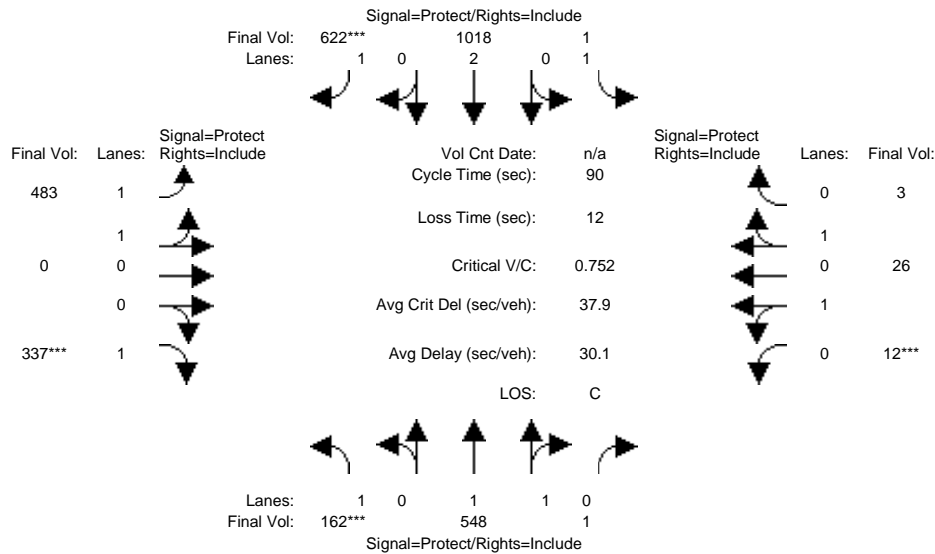 Signal=Protect/Rights=Include
Final Vol: 622*** 1018 1
Lanes: 1 0 2 0 1
Signal=Protect Signal=Protect
Final Vol: Lanes: Rights=Include Vol Cnt Date: n/a Rights=Include Lanes: Final Vol:
Cycle Time (sec): 90
483 1 0 3
Loss Time (sec): 12
1 1
0 0 Critical V/C: 0.752 0 26
0 Avg Crit Del (sec/veh): 37.9 1
337*** 1 Avg Delay (sec/veh): 30.1 0 12***
LOS: C
Lanes: 1 0 1 1 0
Final Vol: 162*** 548 1
Signal=Protect/Rights=Include